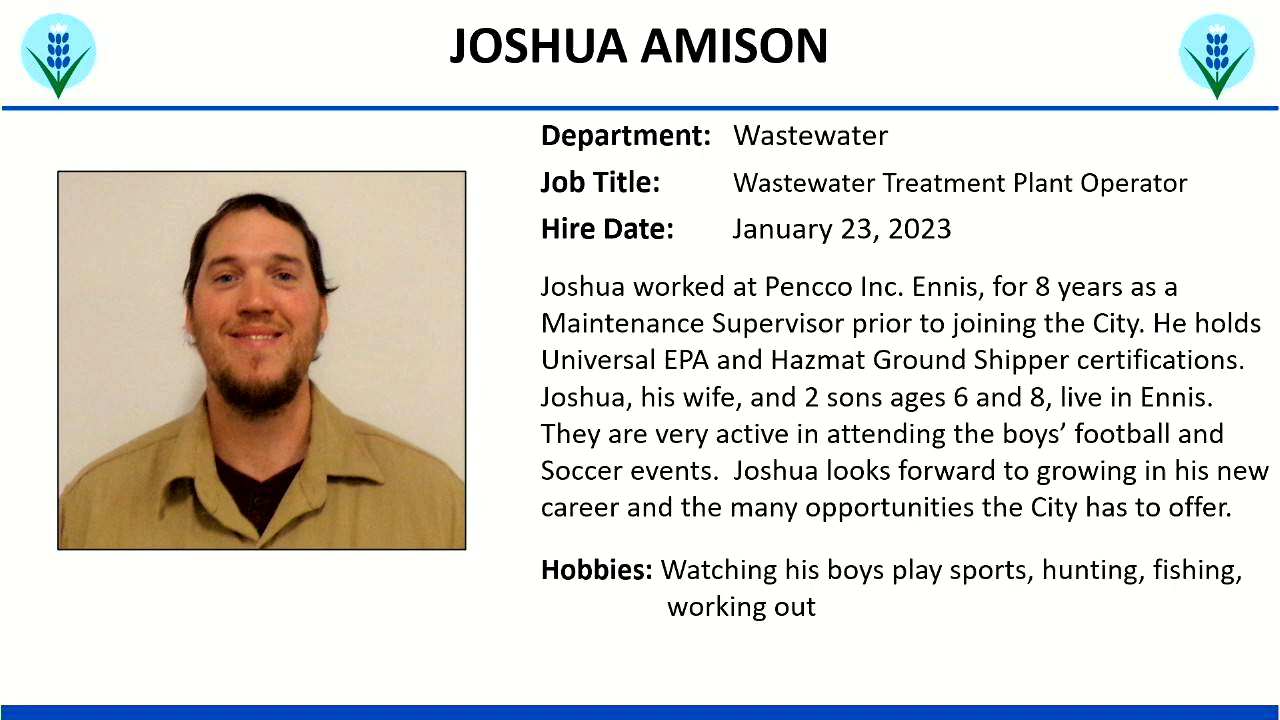 JOSHUA AMISON
Department: Wastewater
Job Title: Wastewater Treatment Plant Operator
Hire Date: January 23, 2023
Joshua worked at Pencco Inc. Ennis, for 8 years as a
Maintenance Supervisor prior to joining the City. He holds
Universal EPA and Hazmat Ground Shipper certifications.
Joshua, his wife, and 2 sons ages 6 and 8, live in Ennis.
They are very active in attending the boys’ football and
Soccer events.  Joshua looks forward to growing in his new
career and the many opportunities the City has to offer.
Hobbies: Watching his boys play sports, hunting, fishing,
working out